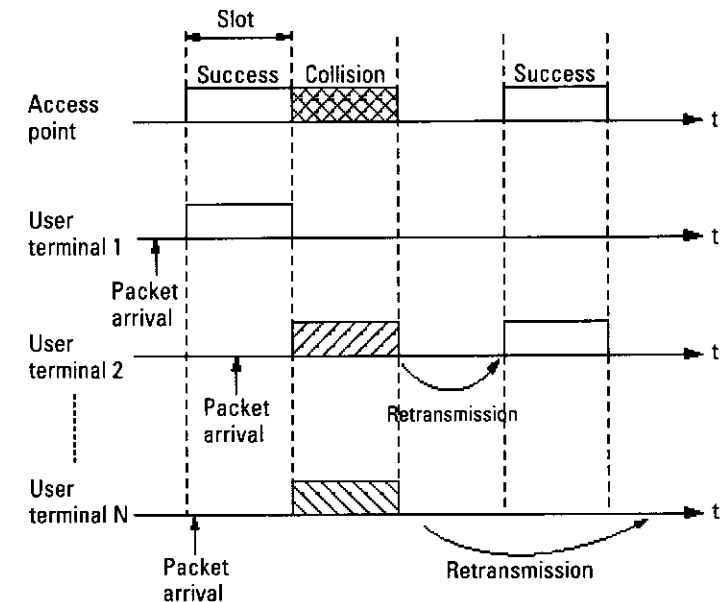 Slot
Success
Collision
Success
Access
point
t
User
terminal 1
t
Packet
arrival
User
terminal 2
t
Packet
arrival
Retransmission
User
terminal N
t
Packet
arrival
Retransmission